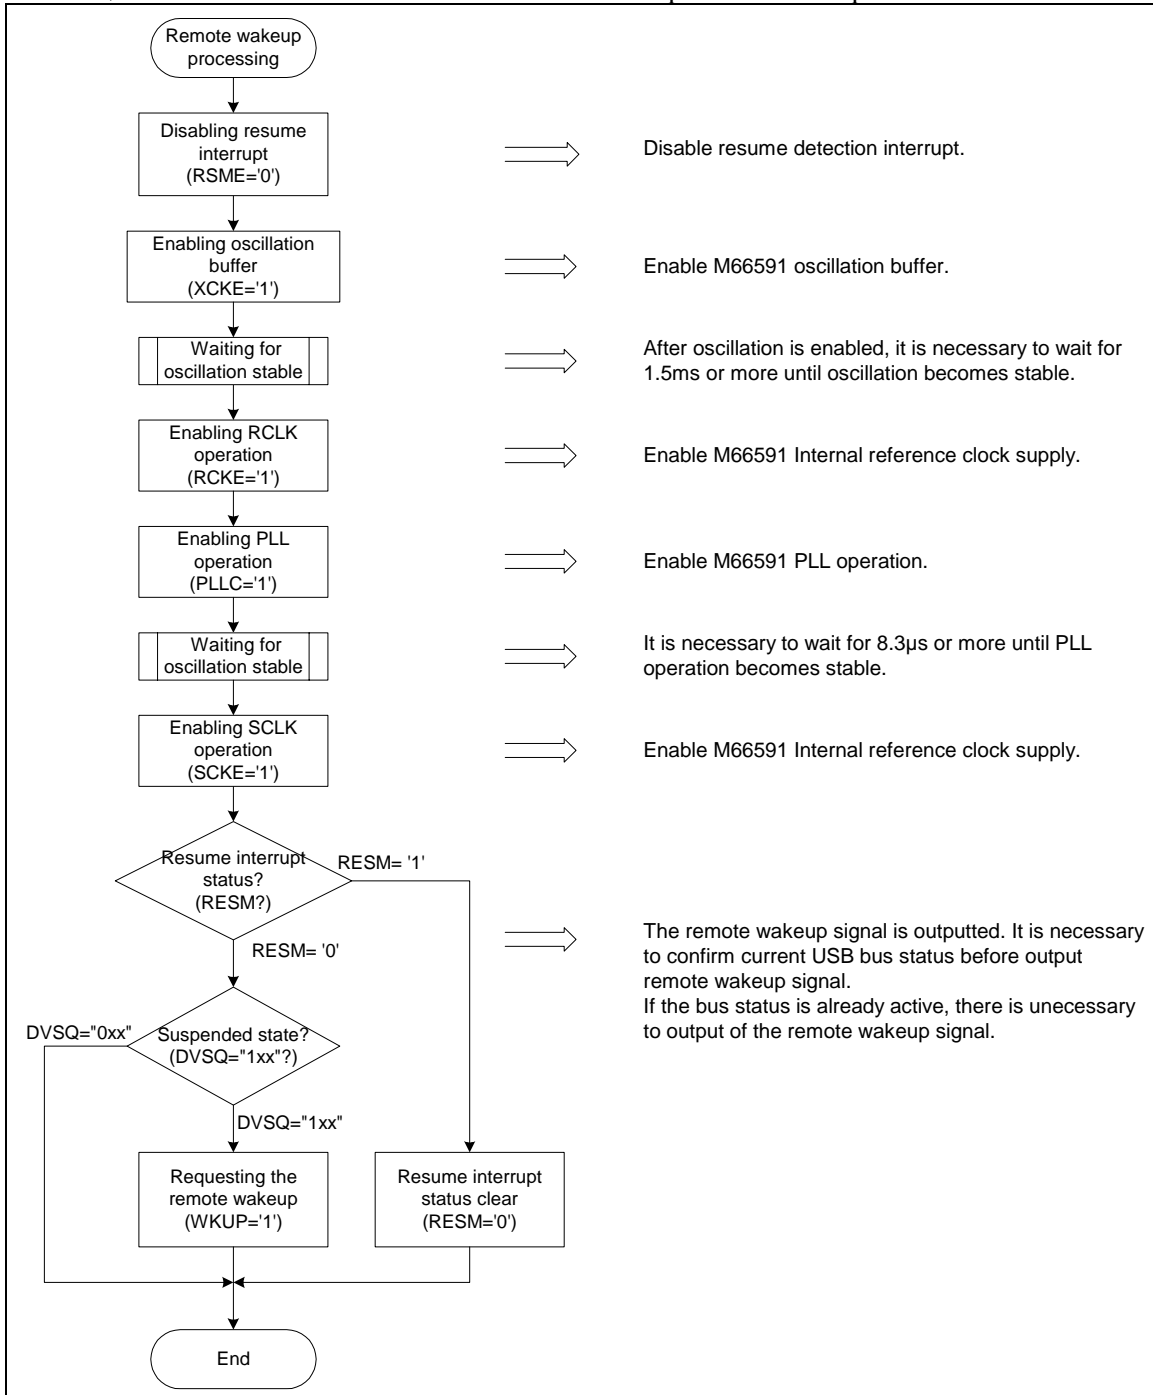 Remote wakeup
processing
Disabling resume
interrupt
(RSME='0')
Disable resume detection interrupt.
Enabling oscillation
buffer
(XCKE='1')
Enable M66591 oscillation buffer.
Waiting for
oscillation stable
After oscillation is enabled, it is necessary to wait for
1.5ms or more until oscillation becomes stable.
Enabling RCLK
operation
(RCKE='1')
Enable M66591 Internal reference clock supply.
Enabling PLL
operation
(PLLC='1')
Enable M66591 PLL operation.
Waiting for
oscillation stable
It is necessary to wait for 8.3µs or more until PLL
operation becomes stable.
Enabling SCLK
operation
(SCKE='1')
Enable M66591 Internal reference clock supply.
Resume interrupt
status?
(RESM?)
RESM= '1'
RESM= '0'
The remote wakeup signal is outputted. It is necessary
to confirm current USB bus status before output
remote wakeup signal.
If the bus status is already active, there is unecessary
to output of the remote wakeup signal.
DVSQ="0xx"
Suspended state?
(DVSQ="1xx"?)
DVSQ="1xx"
Requesting the
remote wakeup
(WKUP='1')
Resume interrupt
status clear
(RESM='0')
End